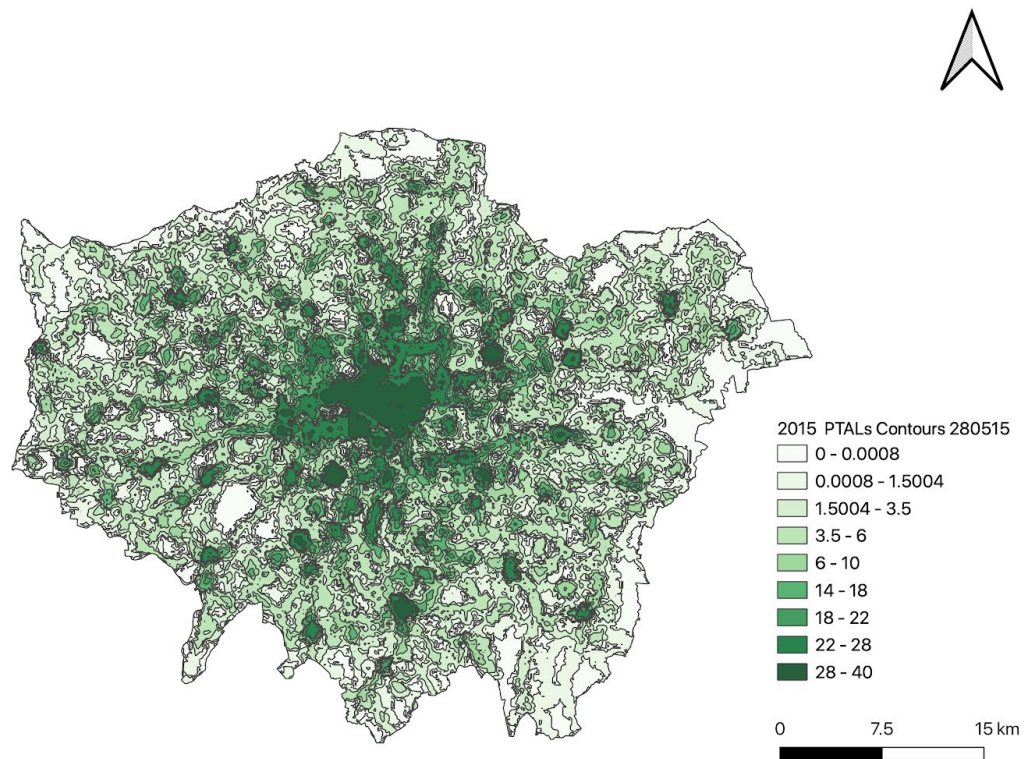 2015 PTALs Contours 280515
0 - 0.0008
0.0008 - 1.5004
1.5004 - 3.5
3.5 - 6
6 - 10
14 - 18
18 - 22
22 - 28
28 - 40
0 7.5 15 km